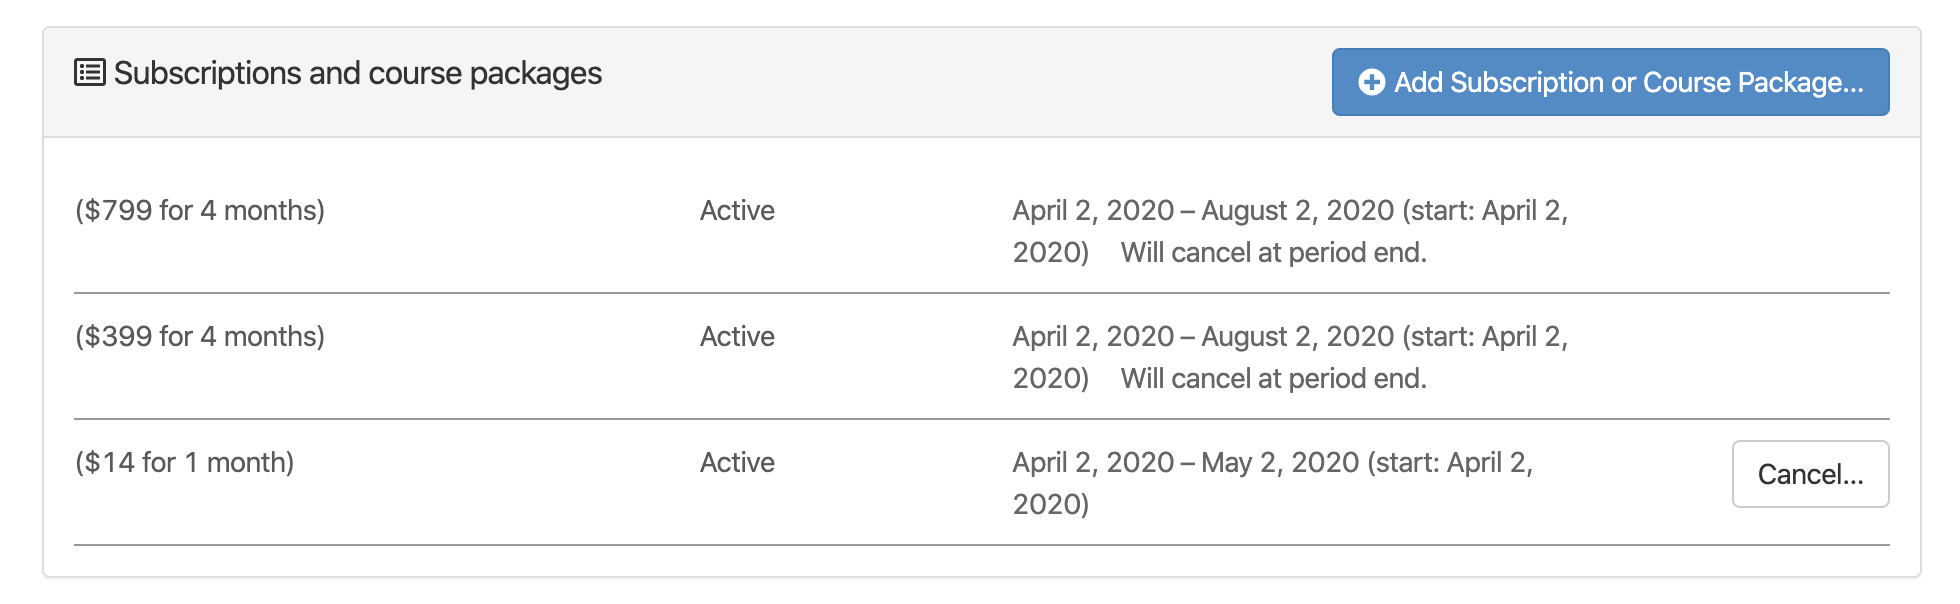 Subscriptions and course packages
Add Subscription or Course Package...
($799 for 4 months)
Active
April 2, 2020 – August 2, 2020 (start: April 2,
2020) Will cancel at period end.
($399 for 4 months)
Active
April 2, 2020 – August 2, 2020 (start: April 2,
2020) Will cancel at period end.
($14 for 1 month)
Active
April 2, 2020 – May 2, 2020 (start: April 2,
2020)
Cancel...